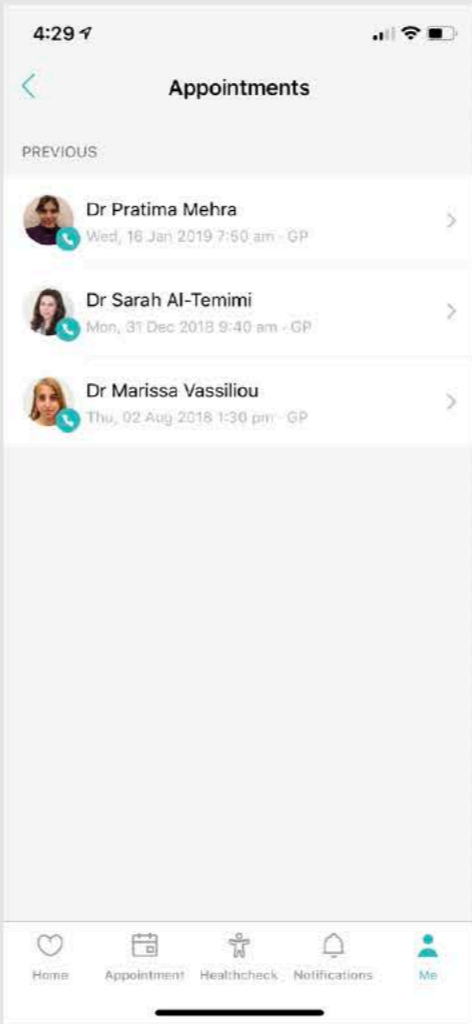 4:29
Appointments
PREVIOUS
Dr Pratima Mehra
Wed, 16 Jan 2019 7:50 am - GP
Dr Sarah Al-Temimi
Mon, 31 Dec 2018 9:40 am - GP
Dr Marissa Vassiliou
Thu, 02 Aug 2018 1:30 pm - GP
Home Appointment Healthcheck Notifications Me